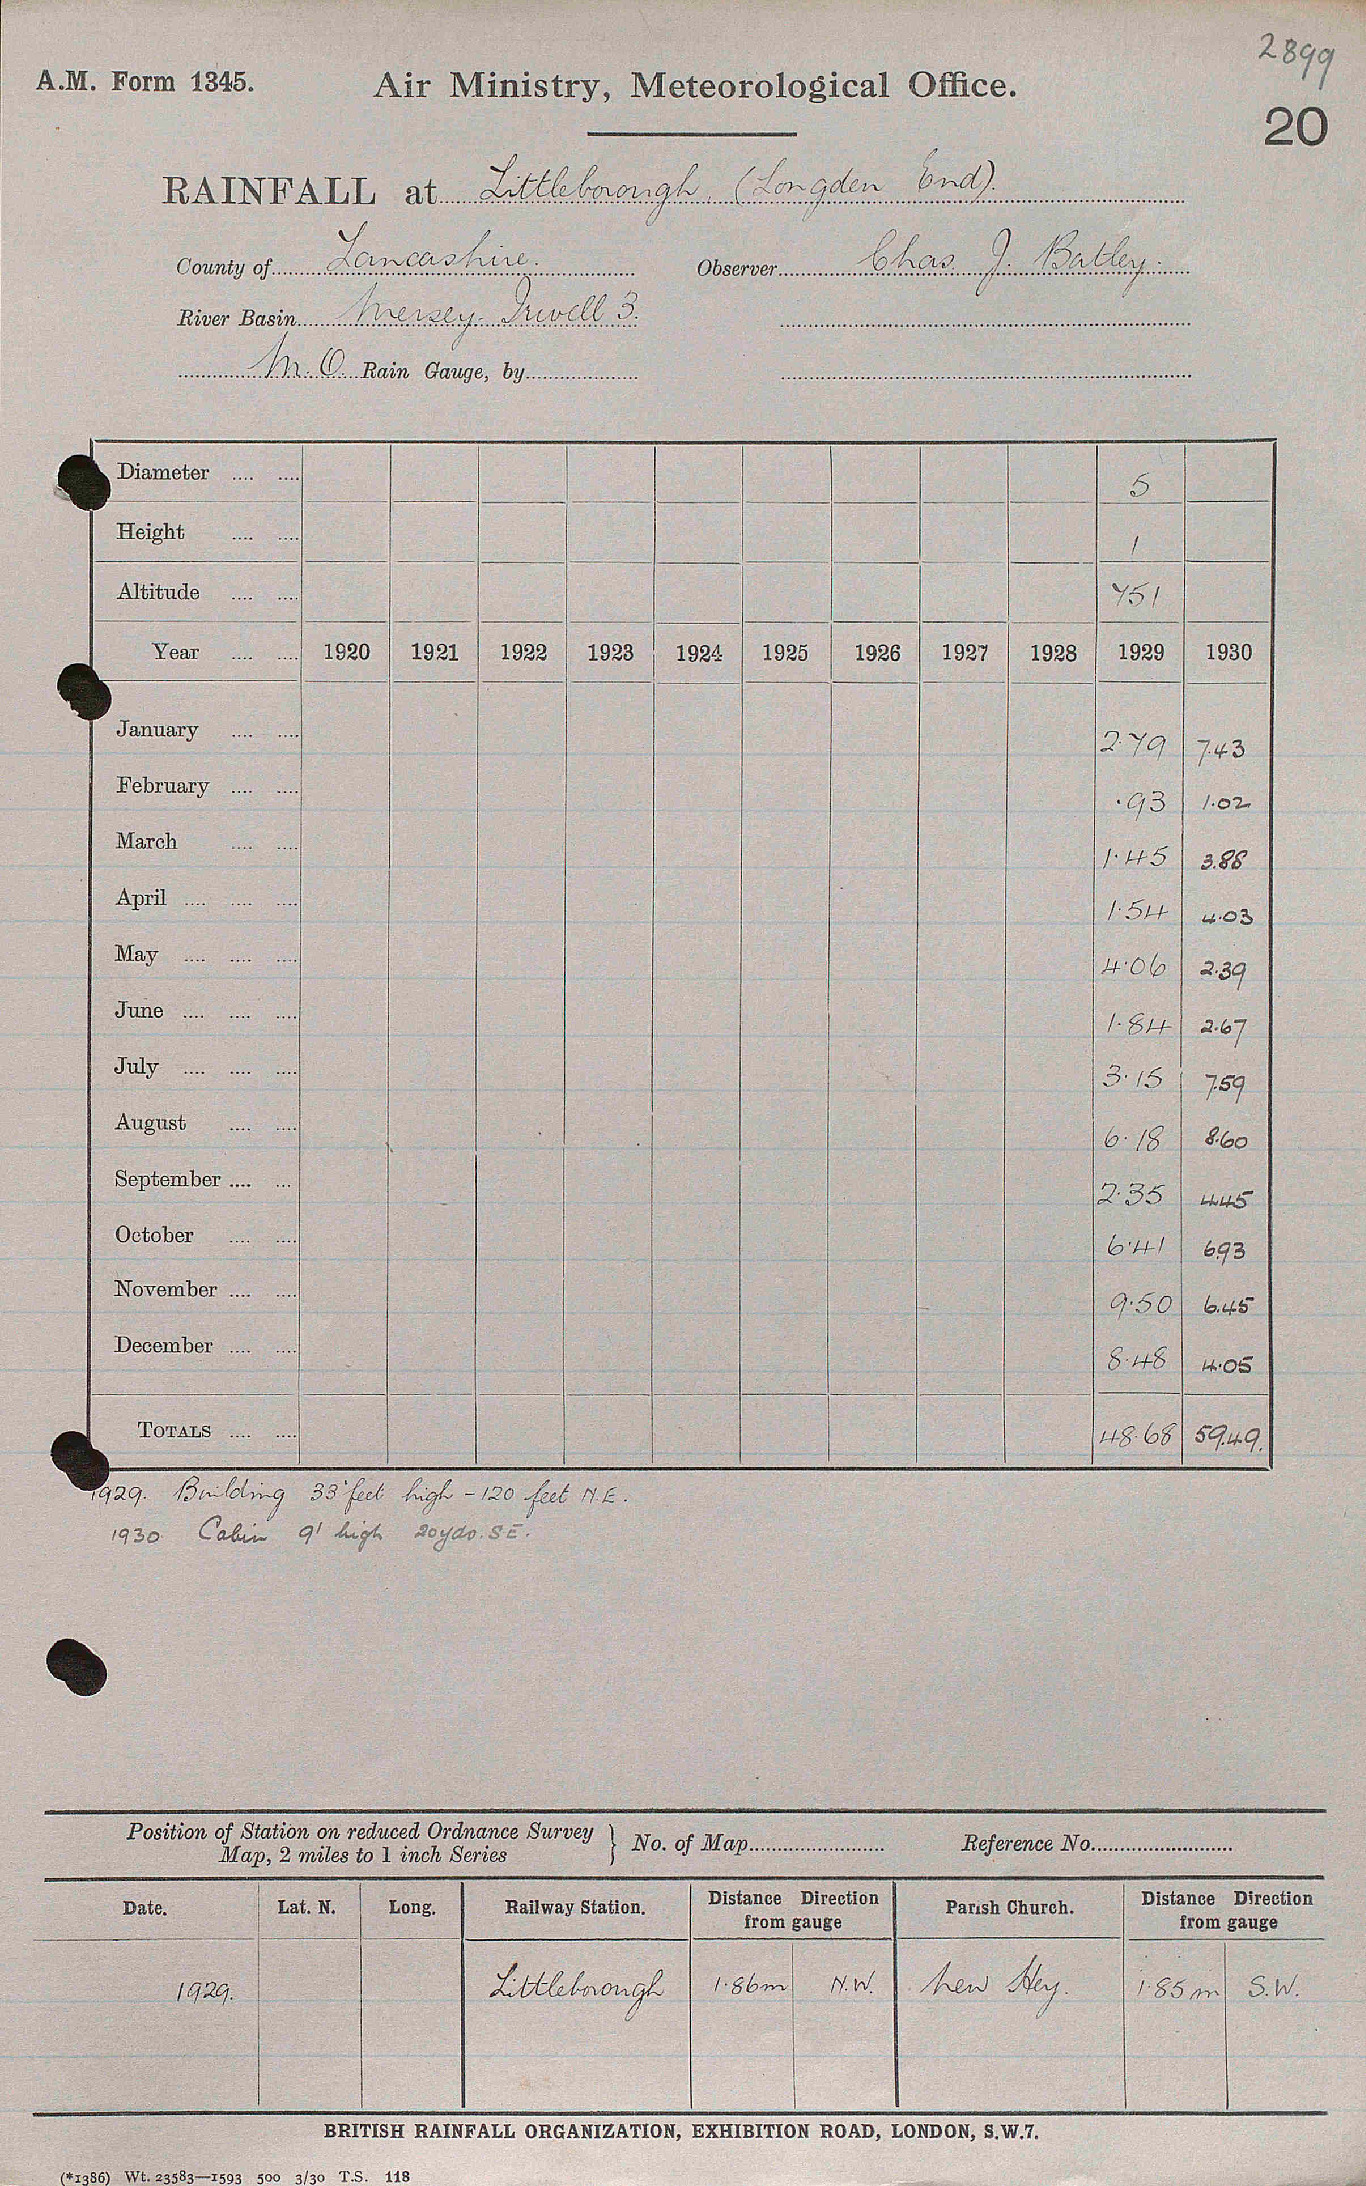 2899
A.M. Form 1345. Air Ministry, Meteorological Office.
20
RAINFALL at Littleborough. (Longden End).
County of Lancashire. Observer Chas. J. Batley.
River Basin Mersey. Irwell 3.
M.O. Rain Gauge, by
Diameter .... .... 5
Height .... .... 1
Altitude .... .... 751
Year .... .... 1920 1921 1922 1923 1924 1925 1926 1927 1928 1929 1930
January .... .... 2.79 7.43
February .... .... .93 1.02
March .... .... 1.45 3.88
April .... .... .... 1.54 4.03
May .... .... .... 4.06 2.39
June .... .... .... 1.84 2.67
July .... .... .... 3.15 7.59
August .... .... 6.18 8.60
September .... ... 2.35 4.45
October .... .... 6.41 6.93
November .... .... 9.50 6.45
December .... .... 8.48 4.05
TOTALS .... .... 48.68 59.49.
1929. Building 33 feet high - 120 feet N.E.
1930 Cabin 9' high 20yds. S E.
Position of Station on reduced Ordnance Survey Map, 2 miles to 1 inch Series } No. of Map Reference No.
Date. Lat. N. Long. Railway Station. Distance Direction from gauge Parish Church. Distance Direction from gauge
1929. Littleborough 1.86m N.W. New Hey. 1.85m S.W.
BRITISH RAINFALL ORGANIZATION, EXHIBITION ROAD, LONDON, S.W.7.
(*1386) Wt. 23583—1593 500 3/30 T.S. 118